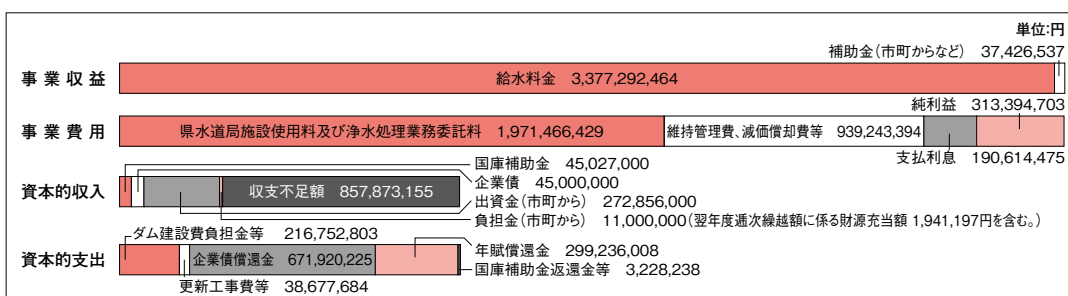 単位:円
補助金(市町からなど) 37,426,537
事業収益
給水料金 3,377,292,464
純利益 313,394,703
事業費用
県水道局施設使用料及び浄水処理業務委託料 1,971,466,429
維持管理費、減価償却費等 939,243,394
支払利息 190,614,475
国庫補助金 45,027,000
企業債 45,000,000
資本的収入
収支不足額 857,873,155
出資金(市町から) 272,856,000
負担金(市町から) 11,000,000(翌年度逓次繰越額に係る財源充当額 1,941,197円を含む。)
ダム建設費負担金等 216,752,803
年賦償還金 299,236,008
資本的支出
企業債償還金 671,920,225
国庫補助金返還金等 3,228,238
更新工事費等 38,677,684